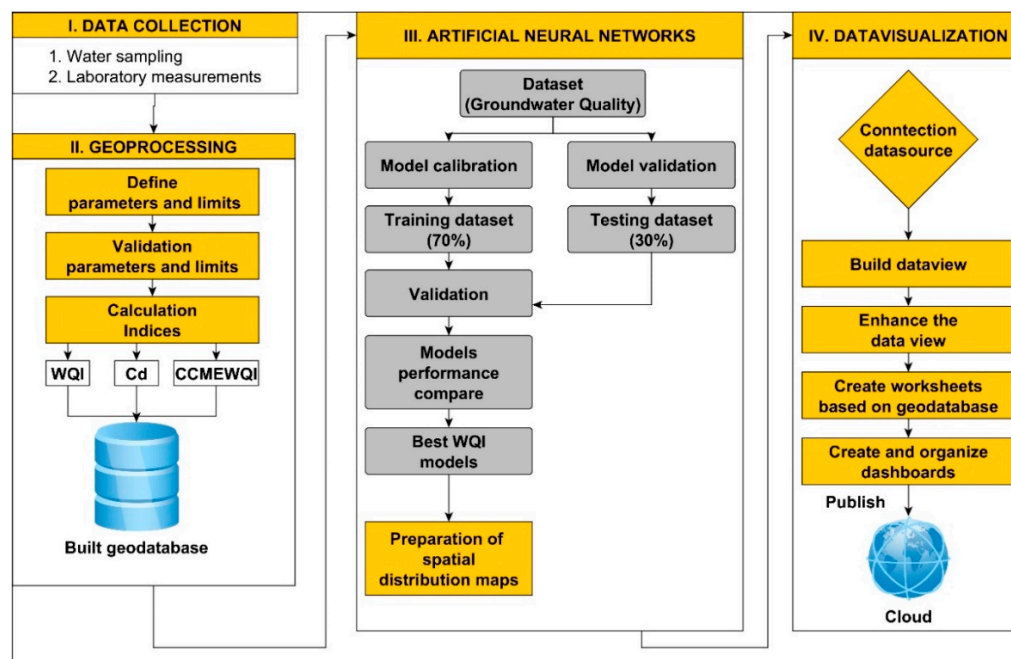 I. DATA COLLECTION
1. Water sampling
2. Laboratory measurements
II. GEOPROCESSING
Define
parameters and limits
Validation
parameters and limits
Calculation
Indices
WQI
Cd
CCMEWQI
Built geodatabase
III. ARTIFICIAL NEURAL NETWORKS
Dataset
(Groundwater Quality)
Model calibration
Model validation
Training dataset
(70%)
Testing dataset
(30%)
Validation
Models
performance
compare
Best WQI
models
Preparation of
spatial
distribution maps
IV. DATAVISUALIZATION
Conntection
datasource
Build dataview
Enhance the
data view
Create worksheets
based on geodatabase
Create and organize
dashboards
Publish
Cloud